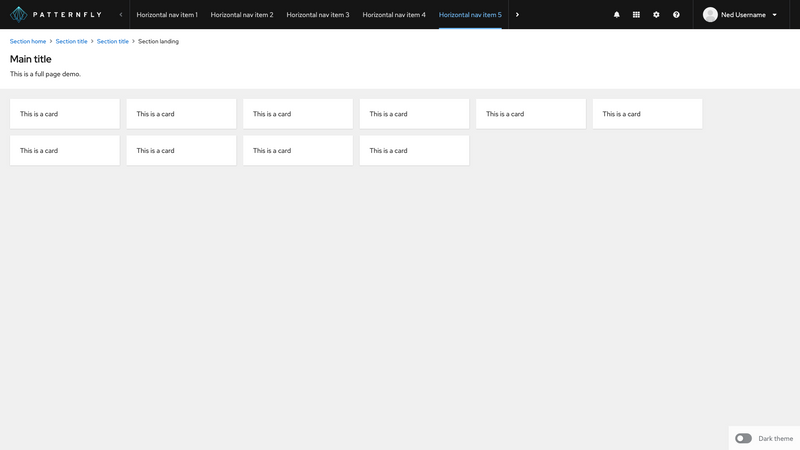 PATTERNFLY
Horizontal nav item 1 Horizontal nav item 2 Horizontal nav item 3 Horizontal nav item 4 Horizontal nav item 5
Ned Username
Section home > Section title > Section title > Section landing
Main title
This is a full page demo.
This is a card This is a card This is a card This is a card This is a card This is a card
This is a card This is a card This is a card This is a card
Dark theme